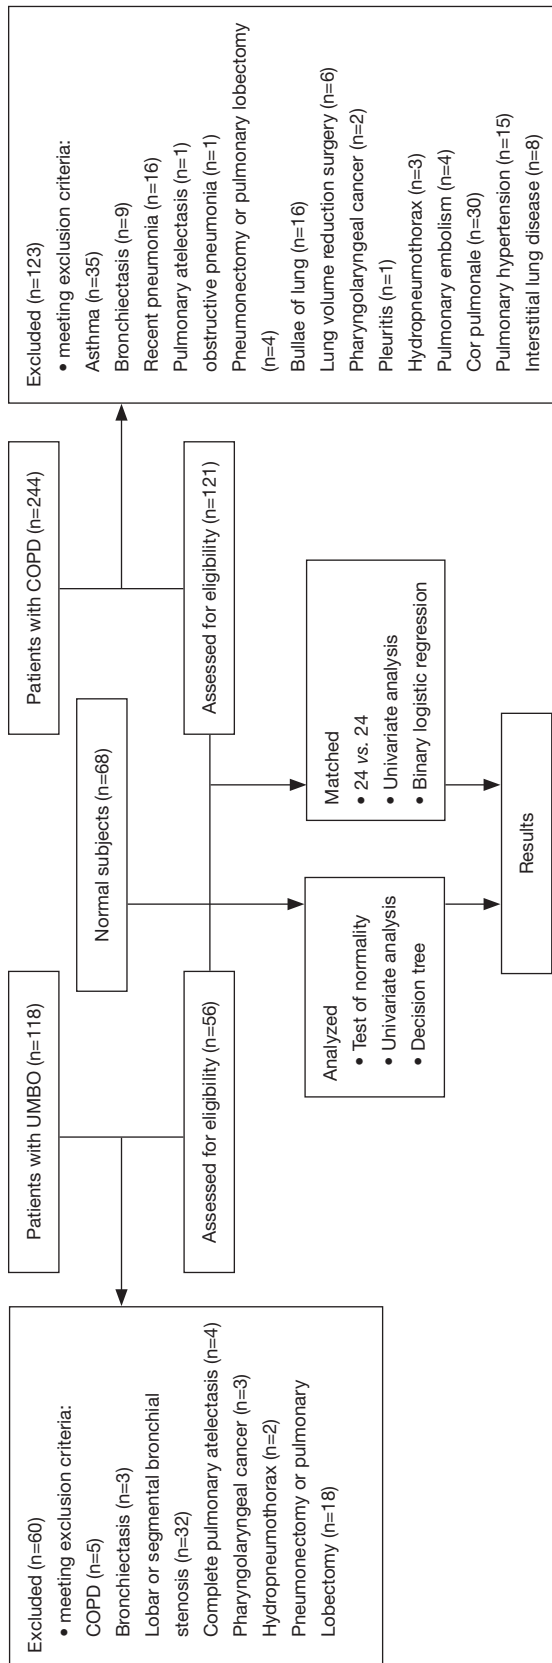 Patients with UMBO (n=118)
Normal subjects (n=68)
Patients with COPD (n=244)
Excluded (n=60)
• meeting exclusion criteria:
COPD (n=5)
Bronchiectasis (n=3)
Lobar or segmental bronchial
stenosis (n=32)
Complete pulmonary atelectasis (n=4)
Pharyngolaryngeal cancer (n=3)
Hydropneumothorax (n=2)
Pneumonectomy or pulmonary
Lobectomy (n=18)
Excluded (n=123)
• meeting exclusion criteria:
Asthma (n=35)
Bronchiectasis (n=9)
Recent pneumonia (n=16)
Pulmonary atelectasis (n=1)
obstructive pneumonia (n=1)
Pneumonectomy or pulmonary lobectomy
(n=4)
Bullae of lung (n=16)
Lung volume reduction surgery (n=6)
Pharyngolaryngeal cancer (n=2)
Pleuritis (n=1)
Hydropneumothorax (n=3)
Pulmonary embolism (n=4)
Cor pulmonale (n=30)
Pulmonary hypertension (n=15)
Interstitial lung disease (n=8)
Assessed for eligibility (n=56)
Assessed for eligibility (n=121)
Analyzed
• Test of normality
• Univariate analysis
• Decision tree
Matched
• 24 vs. 24
• Univariate analysis
• Binary logistic regression
Results